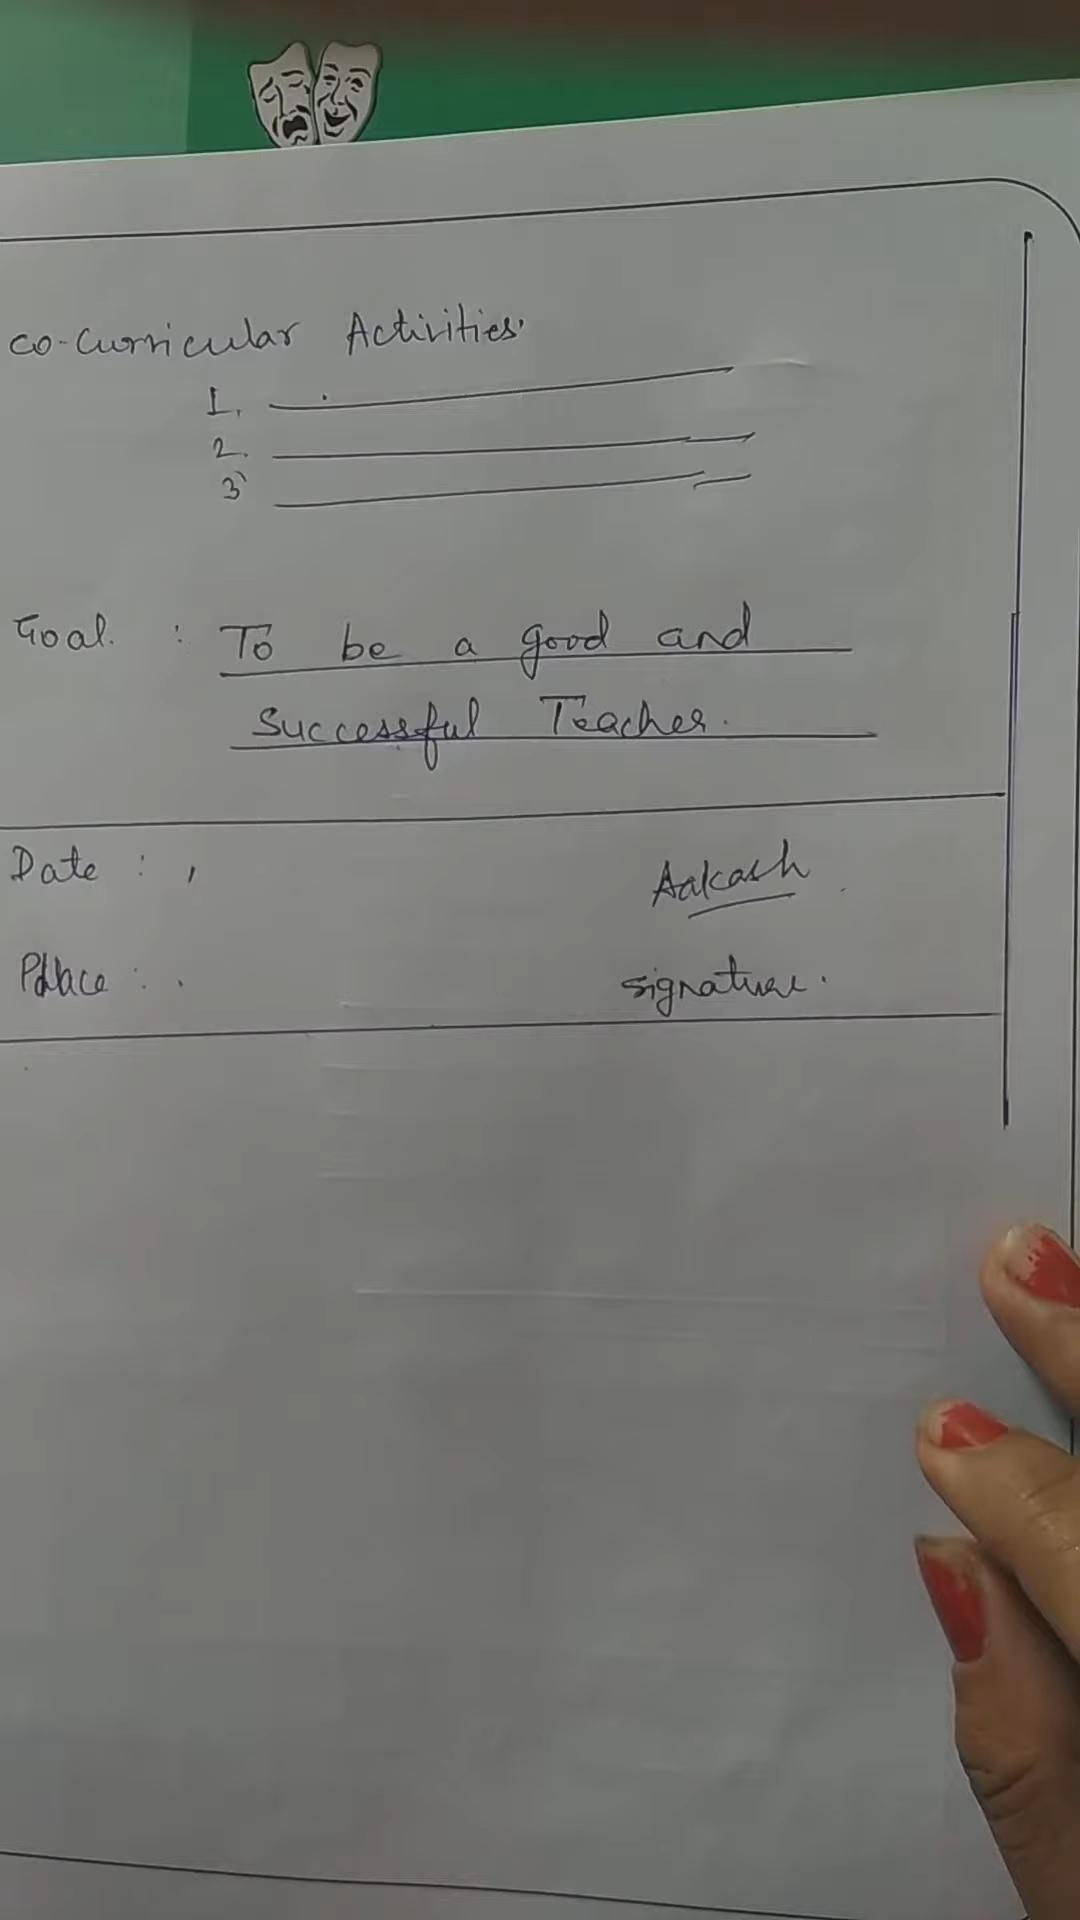 co-Curricular Activities.
1.
2.
3
Goal. : To be a good and
Successful Teacher.
Date :
Aakash
Place :
signature.